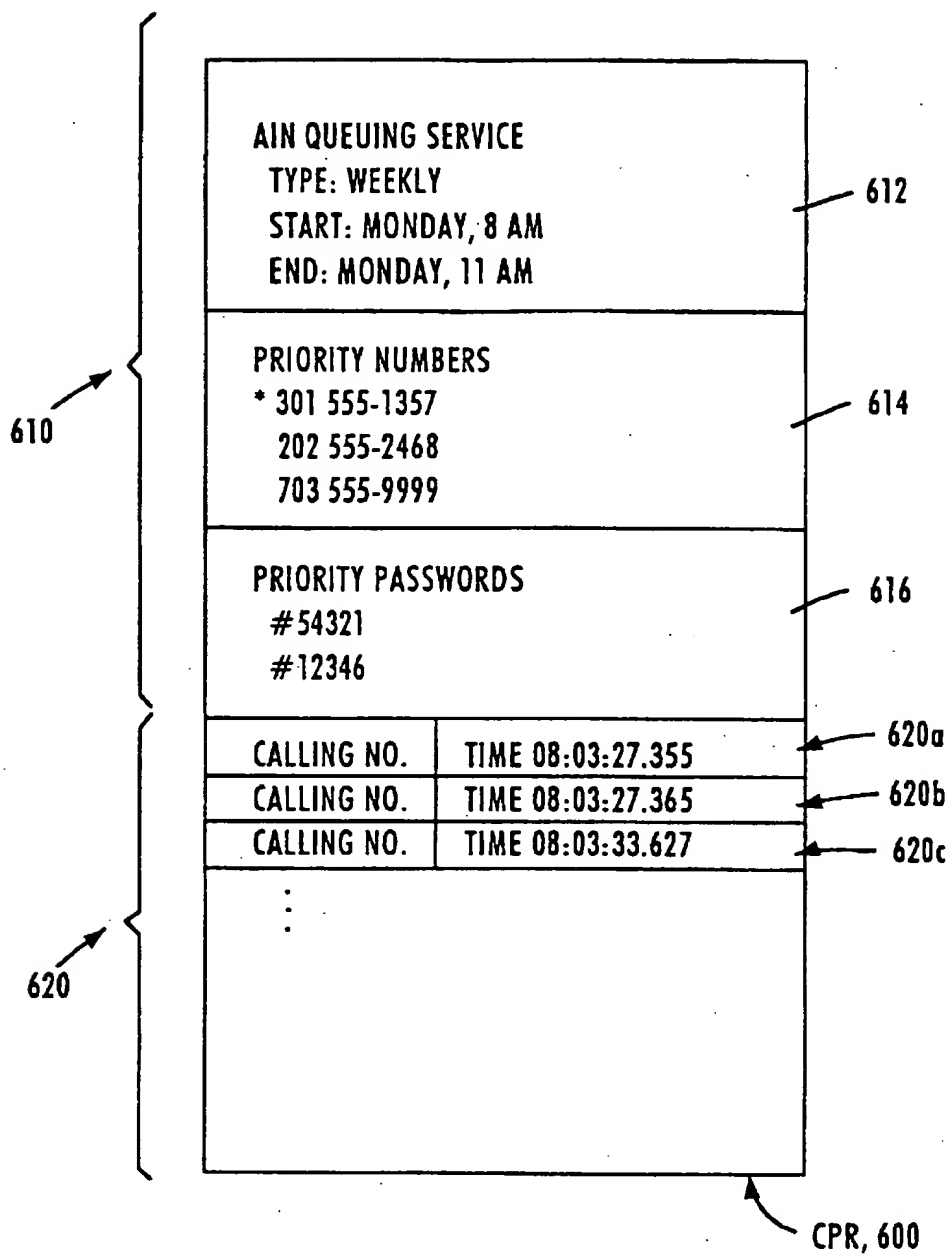 AIN QUEUING SERVICE
TYPE: WEEKLY
START: MONDAY, 8 AM
END: MONDAY, 11 AM
612
PRIORITY NUMBERS
* 301 555-1357
202 555-2468
703 555-9999
614
610
PRIORITY PASSWORDS
#54321
#12346
616
CALLING NO. TIME 08:03:27.355 620a
CALLING NO. TIME 08:03:27.365 620b
CALLING NO. TIME 08:03:33.627 620c
620
CPR, 600